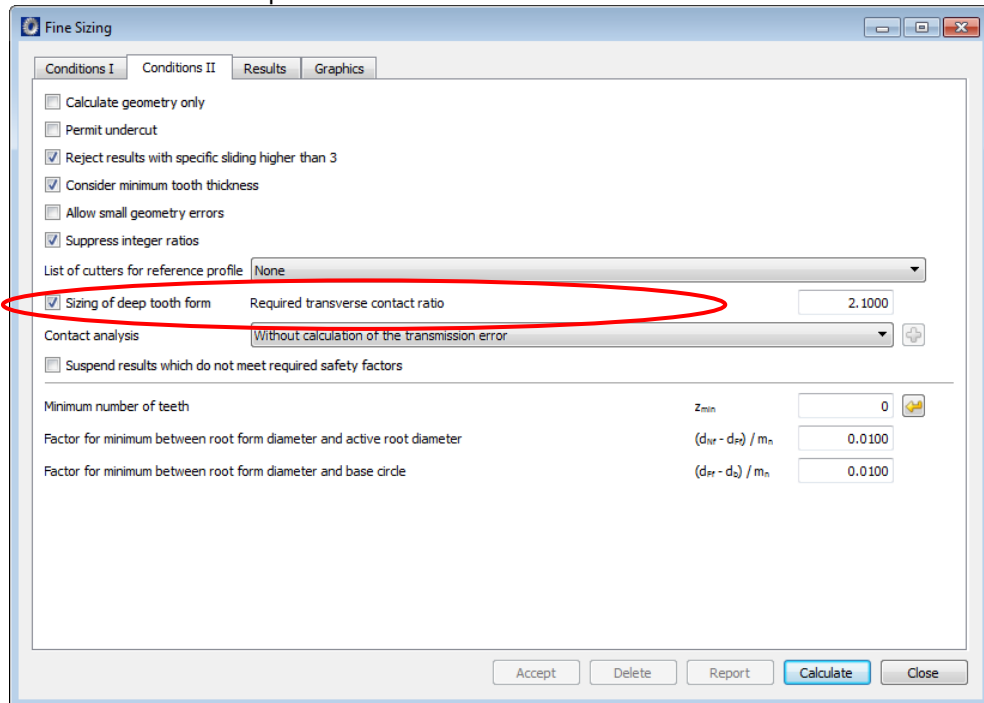 Fine Sizing
Conditions I Conditions II Results Graphics
Calculate geometry only
Permit undercut
Reject results with specific sliding higher than 3
Consider minimum tooth thickness
Allow small geometry errors
Suppress integer ratios
List of cutters for reference profile None
Sizing of deep tooth form Required transverse contact ratio 2.1000
Contact analysis Without calculation of the transmission error
Suspend results which do not meet required safety factors
Minimum number of teeth zmin 0
Factor for minimum between root form diameter and active root diameter (dNf - dFf) / mn 0.0100
Factor for minimum between root form diameter and base circle (dFf - db) / mn 0.0100
Accept Delete Report Calculate Close